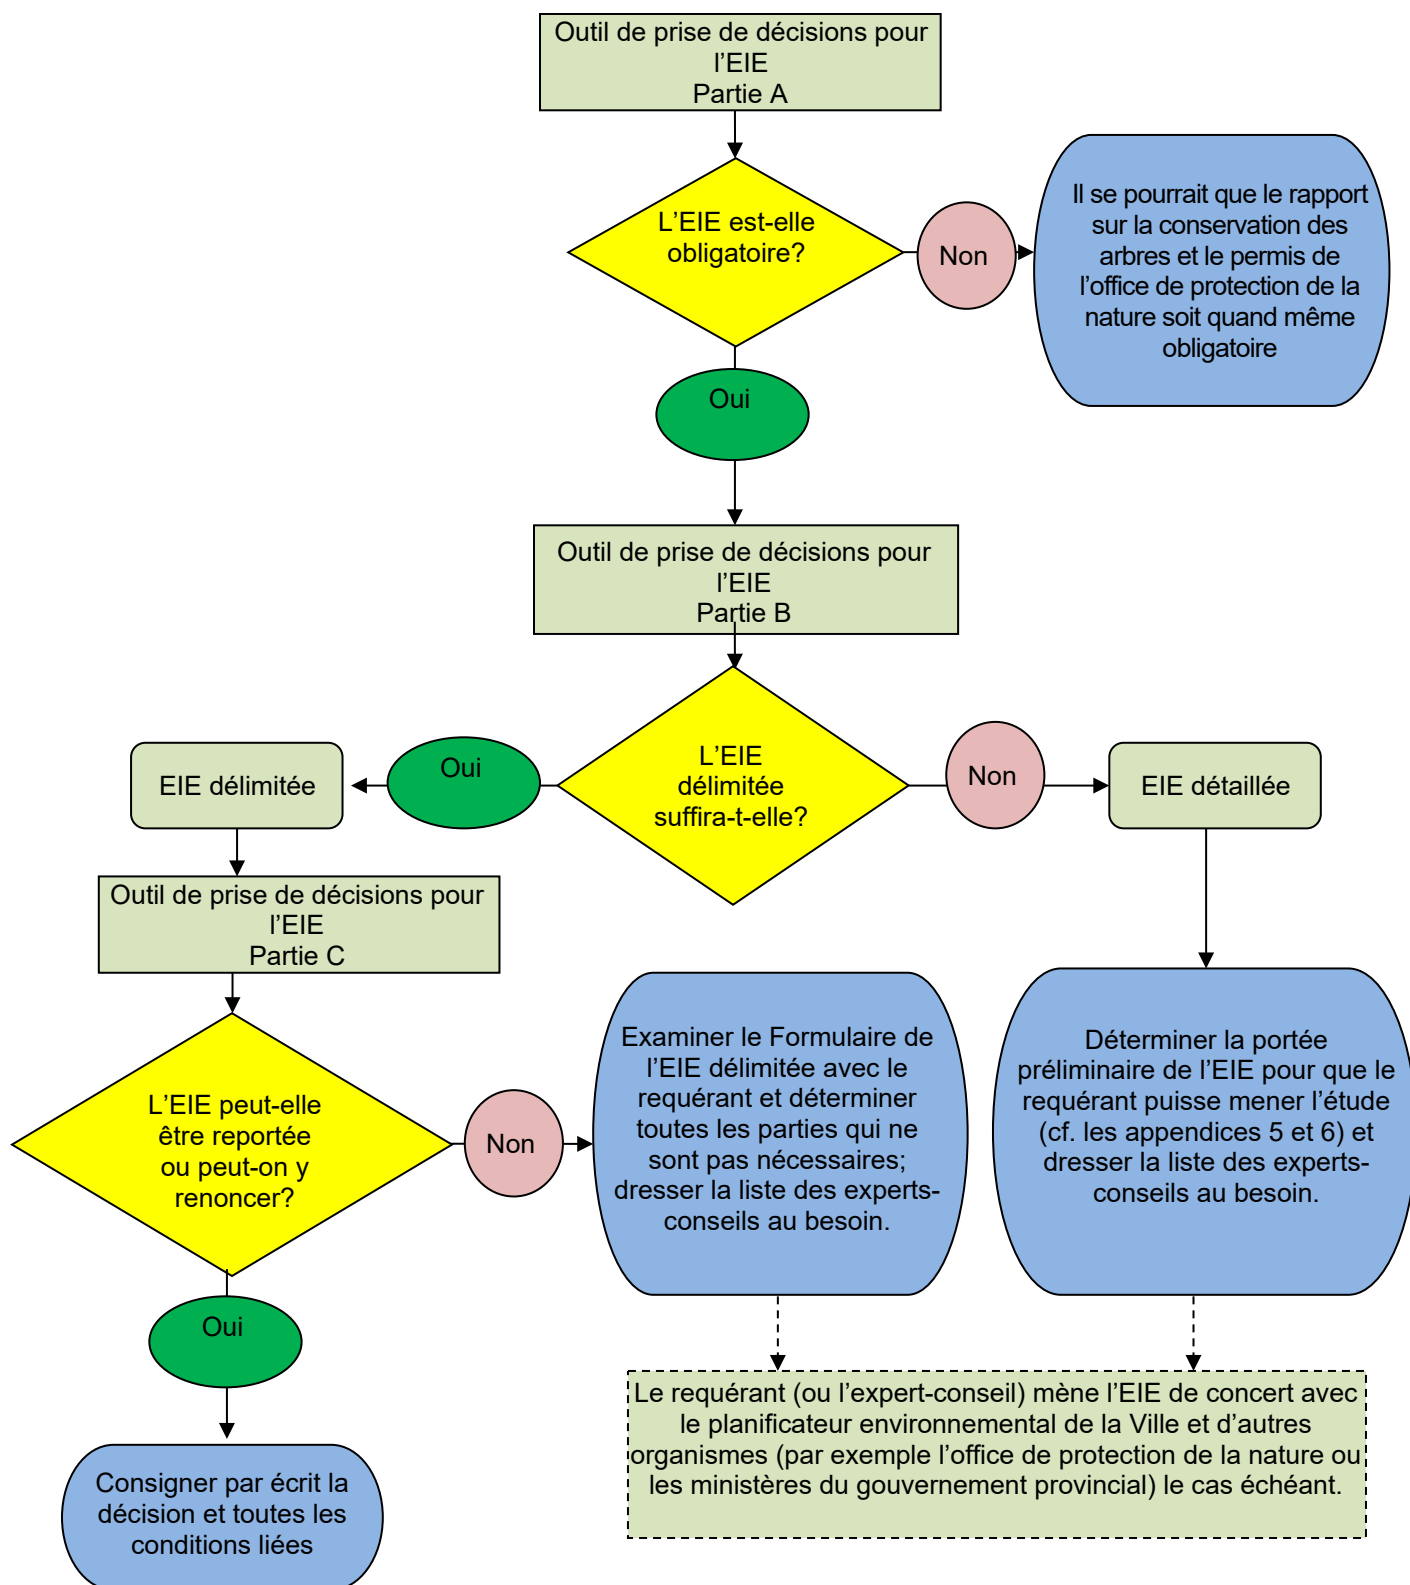 Outil de prise de décisions pour
l'EIE
Partie A
L'EIE est-elle
obligatoire?
Non
Il se pourrait que le rapport
sur la conservation des
arbres et le permis de
l'office de protection de la
nature soit quand même
obligatoire
Oui
Outil de prise de décisions pour
l'EIE
Partie B
L'EIE
délimitée
suffira-t-elle?
Oui
EIE délimitée
Non
EIE détaillée
Outil de prise de décisions pour
l'EIE
Partie C
L'EIE peut-elle
être reportée
ou peut-on y
renoncer?
Non
Examiner le Formulaire de
l'EIE délimitée avec le
requérant et déterminer
toutes les parties qui ne
sont pas nécessaires;
dresser la liste des experts-
conseils au besoin.
Déterminer la portée
préliminaire de l'EIE pour que le
requérant puisse mener l'étude
(cf. les appendices 5 et 6) et
dresser la liste des experts-
conseils au besoin.
Oui
Consigner par écrit la
décision et toutes les
conditions liées
Le requérant (ou l'expert-conseil) mène l'EIE de concert avec
le planificateur environnemental de la Ville et d'autres
organismes (par exemple l'office de protection de la nature ou
les ministères du gouvernement provincial) le cas échéant.